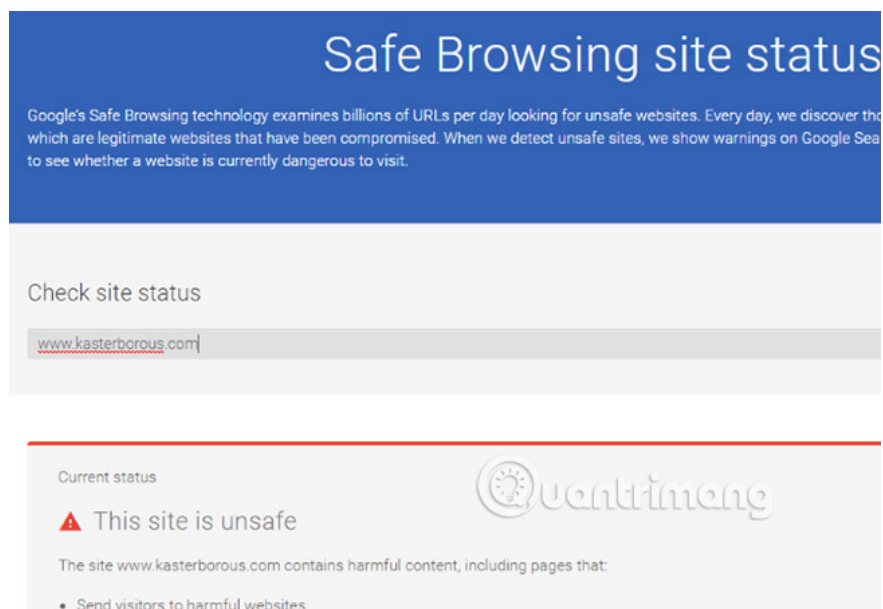 Safe Browsing site status
Google's Safe Browsing technology examines billions of URLs per day looking for unsafe websites. Every day, we discover tho
which are legitimate websites that have been compromised. When we detect unsafe sites, we show warnings on Google Sea
to see whether a website is currently dangerous to visit.
Check site status
www.kasterborous.com
Current status
Quantrimang
This site is unsafe
The site www.kasterborous.com contains harmful content, including pages that:
• Send visitors to harmful websites